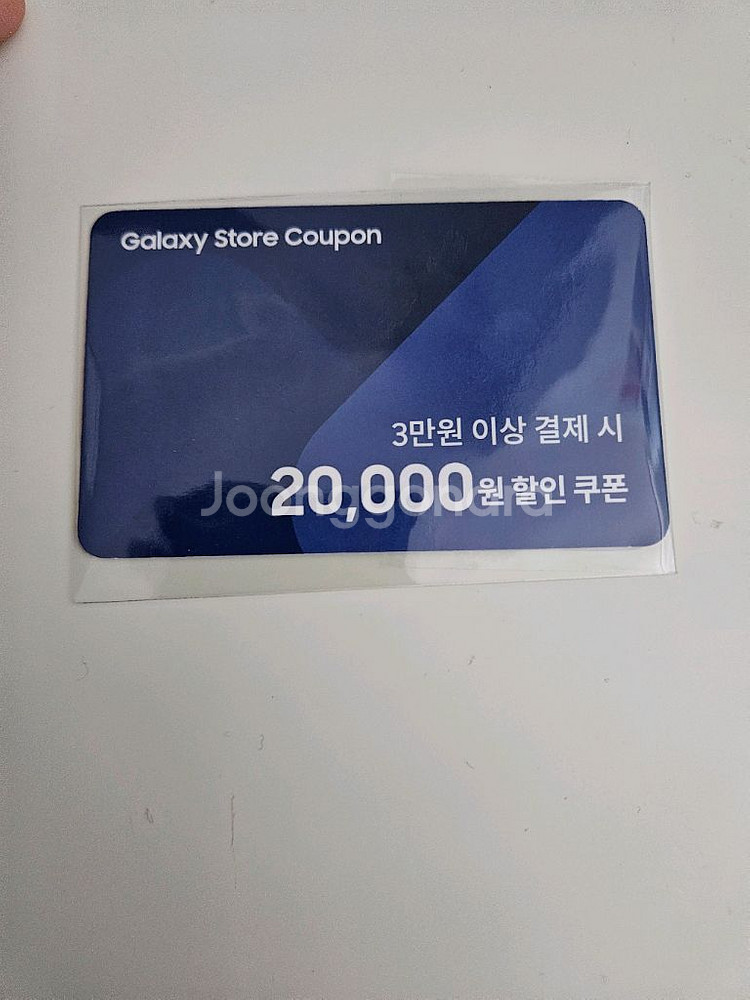 Galaxy Store Coupon
3만원 이상 결제 시
20,000원 할인 쿠폰
Joonggonara